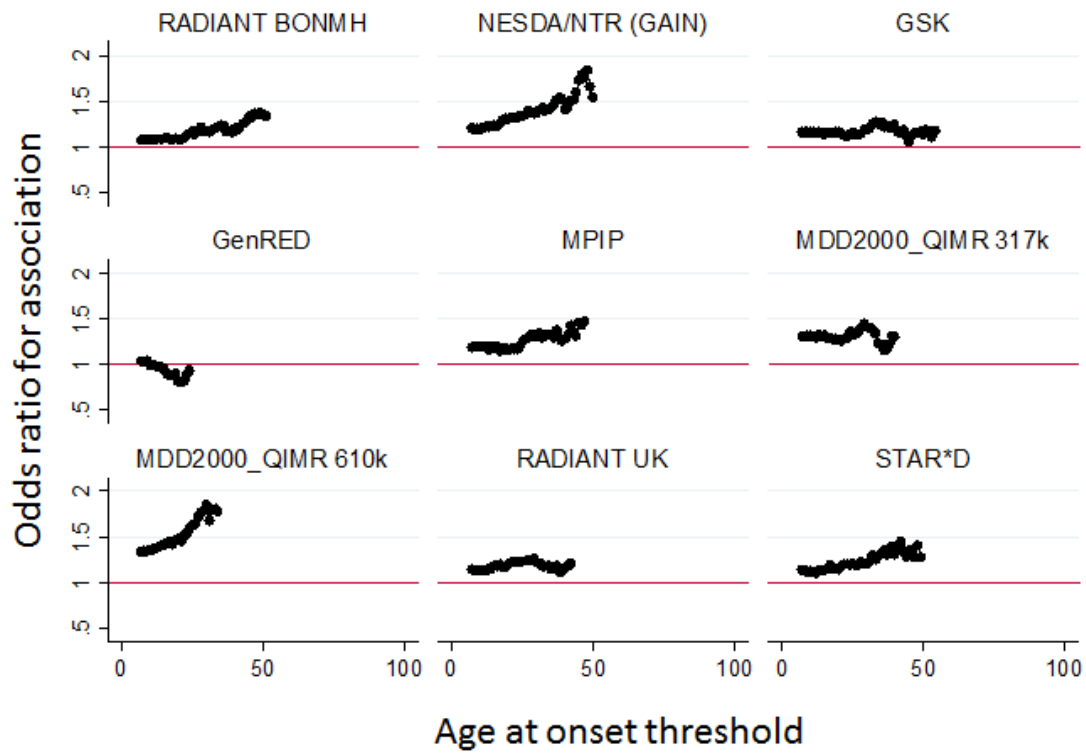 RADIANT BONMH NESDA/NTR (GAIN) GSK
2
1.5
1
.5
GenRED MPIP MDD2000_QIMR 317k
2
1.5
1
.5
MDD2000_QIMR 610k RADIANT UK STAR*D
2
1.5
1
.5
0 50 100 0 50 100 0 50 100
Odds ratio for association
Age at onset threshold